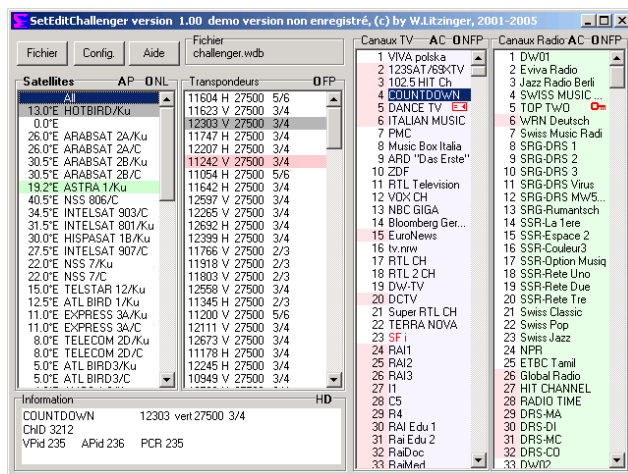 SetEditChallenger version 1.00 demo version non enregistré, (c) by W.Litzinger, 2001-2005
Fichier
Config.
Aide
Fichier
challenger.wdb
Satellites AP ONL
All
13.0°E HOTBIRD/Ku
0.0°E
26.0°E ARABSAT 2A/Ku
26.0°E ARABSAT 2A/C
30.5°E ARABSAT 2B/Ku
30.5°E ARABSAT 2B/C
19.2°E ASTRA 1/Ku
40.5°E NSS 806/C
34.5°E INTELSAT 903/C
31.5°E INTELSAT 801/Ku
30.0°E HISPASAT 1B/Ku
27.5°E INTELSAT 907/C
22.0°E NSS 7/Ku
22.0°E NSS 7/C
15.0°E TELSTAR 12/Ku
12.5°E ATL BIRD 1/Ku
11.0°E EXPRESS 3A/Ku
11.0°E EXPRESS 3A/C
8.0°E TELECOM 2D/Ku
8.0°E TELECOM 2D/C
5.0°E ATL BIRD3/Ku
5.0°E ATL BIRD3/C
Transpondeurs OFP
11604 H 27500 5/6
11623 V 27500 3/4
12303 V 27500 3/4
11747 H 27500 3/4
12207 H 27500 3/4
11242 V 27500 3/4
11054 H 27500 5/6
11642 H 27500 3/4
12597 V 27500 3/4
12265 V 27500 3/4
12692 H 27500 3/4
12399 H 27500 3/4
11766 V 27500 2/3
11918 V 27500 2/3
11803 V 27500 2/3
12558 V 27500 3/4
11345 H 27500 2/3
11200 V 27500 5/6
12111 V 27500 3/4
12673 V 27500 3/4
11178 H 27500 3/4
12245 H 27500 3/4
10949 V 27500 3/4
Canaux TV AC ONFP
1 VIVA polska
2 123SAT/69XTV
3 102.5 HIT Ch
4 COUNTDOWN
5 DANCE TV
6 ITALIAN MUSIC
7 PMC
8 Music Box Italia
9 ARD "Das Erste"
10 ZDF
11 RTL Television
12 VOX CH
13 NBC GIGA
14 Bloomberg Ger...
15 EuroNews
16 tv.nrw
17 RTL CH
18 RTL 2 CH
19 DW-TV
20 DCTV
21 Super RTL CH
22 TERRA NOVA
23 SF i
24 RAI1
25 RAI2
26 RAI3
27 I1
28 C5
29 R4
30 RAI Edu 1
31 Rai Edu 2
32 RaiDoc
33 RaiMed
Canaux Radio AC ONFP
1 DW01
2 Eviva Radio
3 Jazz Radio Berli
4 SWISS MUSIC ...
5 TOP TWO
6 WRN Deutsch
7 Swiss Music Radi
8 SRG-DRS 1
9 SRG-DRS 2
10 SRG-DRS 3
11 SRG-DRS Virus
12 SRG-DRS MW5...
13 SRG-Rumantsch
14 SSR-La 1ere
15 SSR-Espace 2
16 SSR-Couleur3
17 SSR-Option Musiq
18 SSR-Rete Uno
19 SSR-Rete Due
20 SSR-Rete Tre
21 Swiss Classic
22 Swiss Pop
23 Swiss Jazz
24 NPR
25 ETBC Tamil
26 Global Radio
27 HIT CHANNEL
28 RADIO TIME
29 DRS-MA
30 DRS-DI
31 DRS-MC
32 DRS-CO
33 DW02
Information HD
COUNTDOWN 12303 vert 27500 3/4
ChID 3212
VPid 235 APid 236 PCR 235